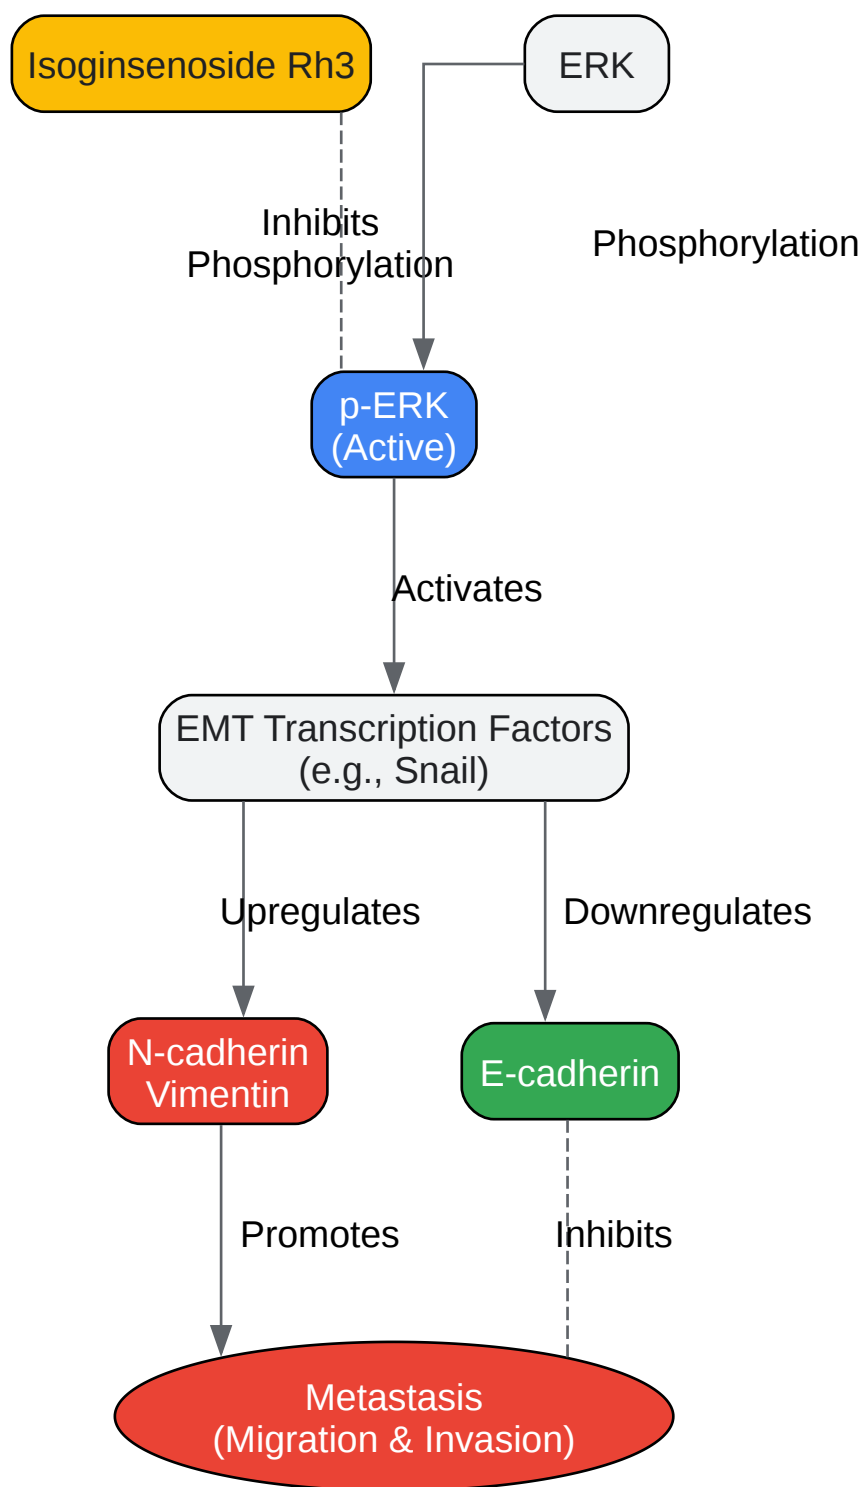 Isoginsenoside Rh3
ERK
Inhibits
Phosphorylation
Phosphorylation
p-ERK
(Active)
Activates
EMT Transcription Factors
(e.g., Snail)
Upregulates
Downregulates
N-cadherin
Vimentin
E-cadherin
Promotes
Inhibits
Metastasis
(Migration & Invasion)